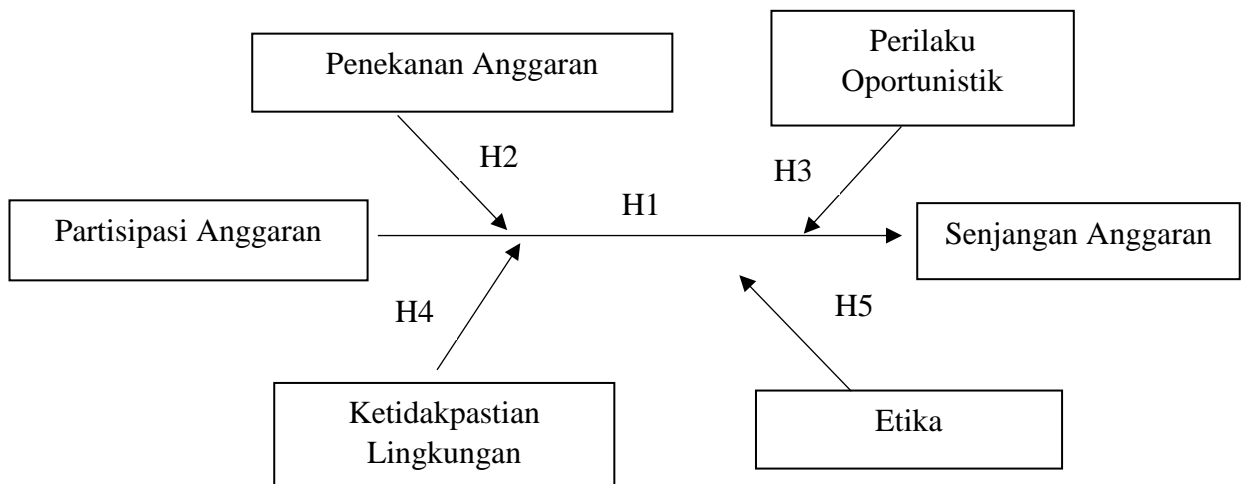 Perilaku
Oportunistik
Penekanan Anggaran
H2
H3
H1
Partisipasi Anggaran
Senjangan Anggaran
H4
H5
Ketidakpastian
Lingkungan
Etika